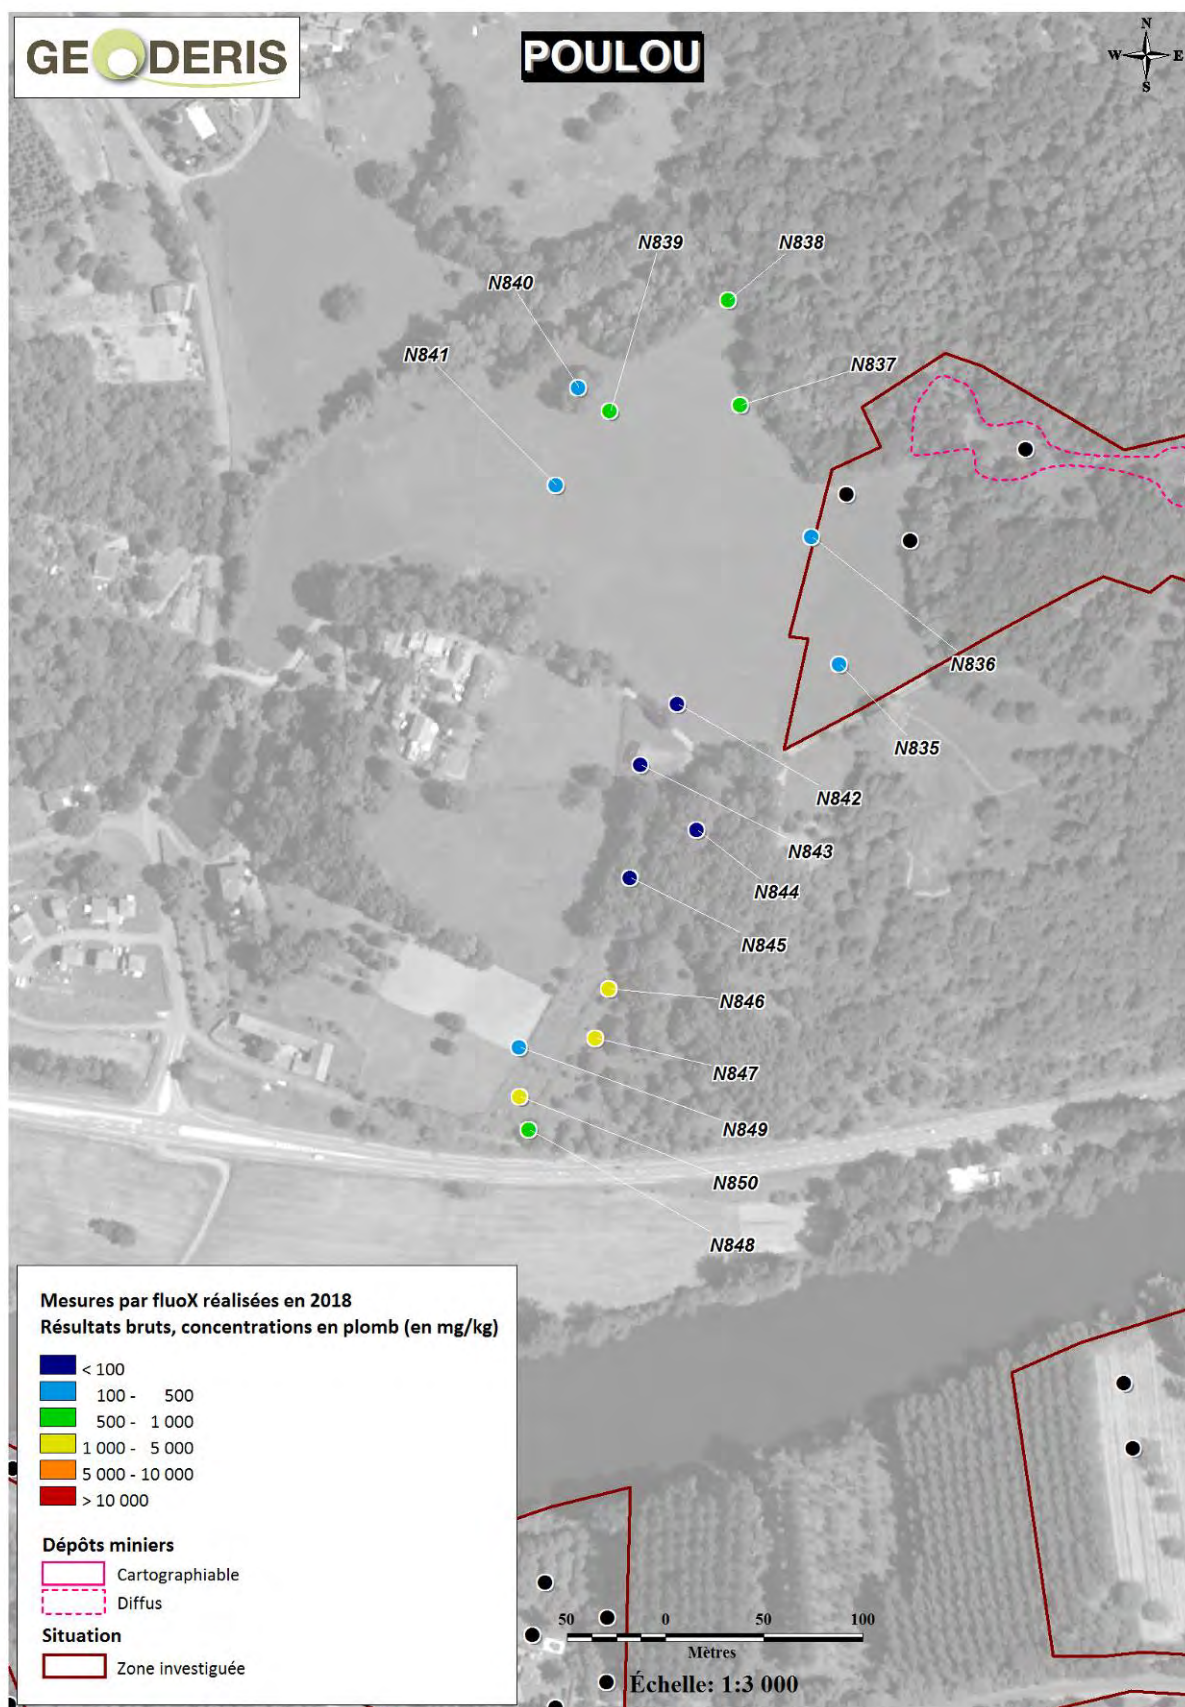 GEODERIS
POULOU
N
W E
S
N839
N838
N840
N841
N837
N836
N835
N842
N843
N844
N845
N846
N847
N849
N850
N848
Mesures par fluoX réalisées en 2018
Résultats bruts, concentrations en plomb (en mg/kg)
< 100
100 - 500
500 - 1 000
1 000 - 5 000
5 000 - 10 000
> 10 000
Dépôts miniers
Cartographiable
Diffus
Situation
Zone investiguée
50 0 50 100
Mètres
Échelle: 1:3 000